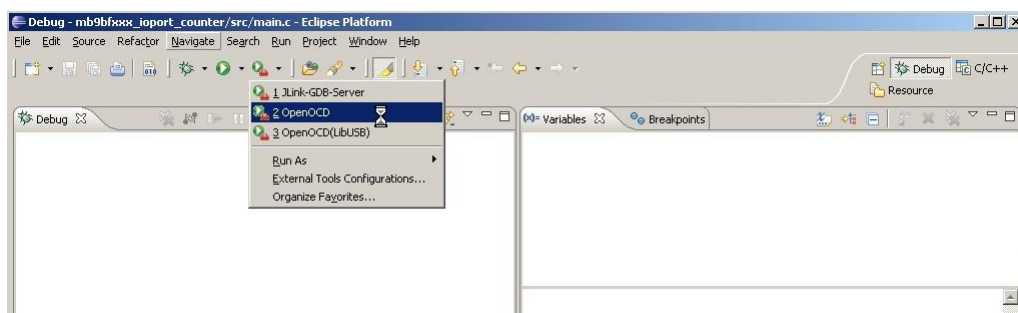 Debug - mb9bfxxx_ioport_counter/src/main.c - Eclipse Platform
File Edit Source Refactor Navigate Search Run Project Window Help
Debug C/C++
Resource
1 JLink-GDB-Server
2 OpenOCD
3 OpenOCD(LibUSB)
Run As
External Tools Configurations...
Organize Favorites...
Debug
(x)= Variables Breakpoints